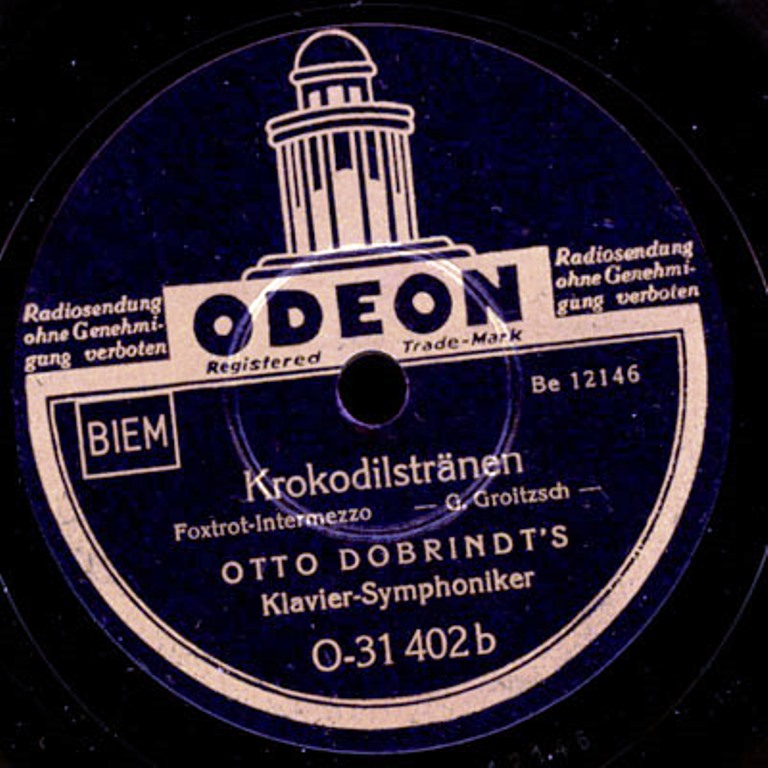 Radiosendung
ohne Genehmi-
gung verboten
ODEON
Registered Trade-Mark
Radiosendung
ohne Genehmi-
gung verboten
BIEM
Be 12146
Krokodilstränen
Foxtrot-Intermezzo — G. Groitzsch —
OTTO DOBRINDT'S
Klavier-Symphoniker
O-31 402 b